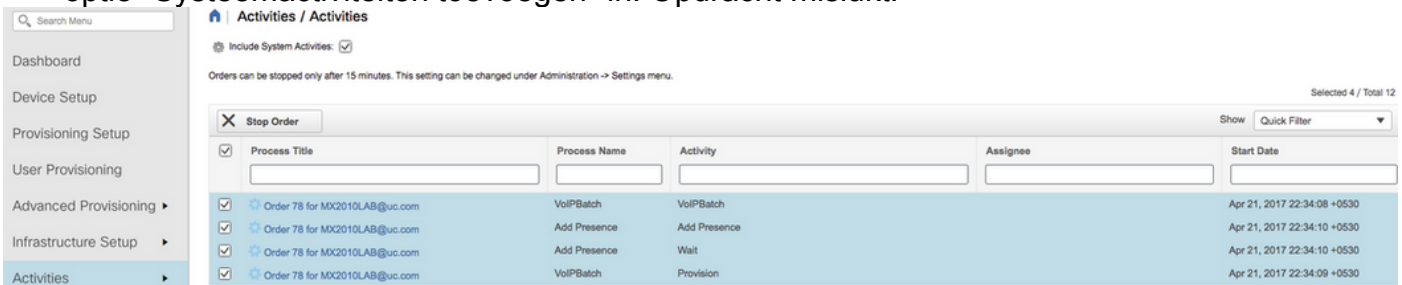 optie "Systeemactiviteiten toevoegen" in. Opdracht mislukt.
Search Menu
Activities / Activities
Include System Activities:
Dashboard
Orders can be stopped only after 15 minutes. This setting can be changed under Administration -> Settings menu.
Device Setup
Selected 4 / Total 12
Stop Order
Show Quick Filter
Provisioning Setup
Process Title Process Name Activity Assignee Start Date
User Provisioning
Advanced Provisioning
Order 78 for MX2010LAB@uc.com VoIPBatch VoIPBatch Apr 21, 2017 22:34:08 +0530
Order 78 for MX2010LAB@uc.com Add Presence Add Presence Apr 21, 2017 22:34:10 +0530
Infrastructure Setup
Order 78 for MX2010LAB@uc.com Add Presence Wait Apr 21, 2017 22:34:10 +0530
Activities
Order 78 for MX2010LAB@uc.com VoIPBatch Provision Apr 21, 2017 22:34:09 +0530